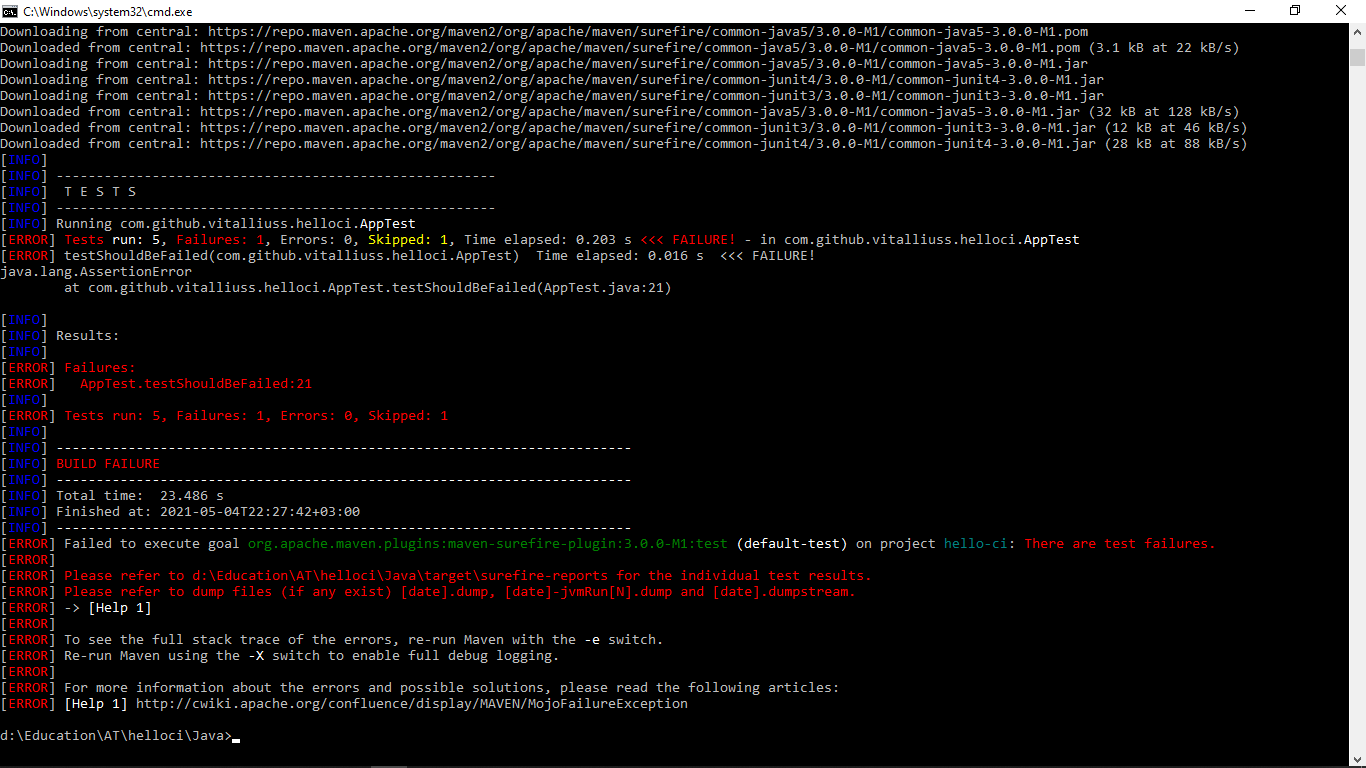 C:\Windows\system32\cmd.exe
Downloading from central: https://repo.maven.apache.org/maven2/org/apache/maven/surefire/common-java5/3.0.0-M1/common-java5-3.0.0-M1.pom
Downloaded from central: https://repo.maven.apache.org/maven2/org/apache/maven/surefire/common-java5/3.0.0-M1/common-java5-3.0.0-M1.pom (3.1 kB at 22 kB/s)
Downloading from central: https://repo.maven.apache.org/maven2/org/apache/maven/surefire/common-java5/3.0.0-M1/common-java5-3.0.0-M1.jar
Downloading from central: https://repo.maven.apache.org/maven2/org/apache/maven/surefire/common-junit4/3.0.0-M1/common-junit4-3.0.0-M1.jar
Downloading from central: https://repo.maven.apache.org/maven2/org/apache/maven/surefire/common-junit3/3.0.0-M1/common-junit3-3.0.0-M1.jar
Downloaded from central: https://repo.maven.apache.org/maven2/org/apache/maven/surefire/common-java5/3.0.0-M1/common-java5-3.0.0-M1.jar (32 kB at 128 kB/s)
Downloaded from central: https://repo.maven.apache.org/maven2/org/apache/maven/surefire/common-junit3/3.0.0-M1/common-junit3-3.0.0-M1.jar (12 kB at 46 kB/s)
Downloaded from central: https://repo.maven.apache.org/maven2/org/apache/maven/surefire/common-junit4/3.0.0-M1/common-junit4-3.0.0-M1.jar (28 kB at 88 kB/s)
[INFO]
[INFO] -------------------------------------------------------
[INFO]  T E S T S
[INFO] -------------------------------------------------------
[INFO] Running com.github.vitalliuss.helloci.AppTest
[ERROR] Tests run: 5, Failures: 1, Errors: 0, Skipped: 1, Time elapsed: 0.203 s <<< FAILURE! - in com.github.vitalliuss.helloci.AppTest
[ERROR] testShouldBeFailed(com.github.vitalliuss.helloci.AppTest)  Time elapsed: 0.016 s  <<< FAILURE!
java.lang.AssertionError
        at com.github.vitalliuss.helloci.AppTest.testShouldBeFailed(AppTest.java:21)
[INFO]
[INFO] Results:
[INFO]
[ERROR] Failures:
[ERROR]   AppTest.testShouldBeFailed:21
[INFO]
[ERROR] Tests run: 5, Failures: 1, Errors: 0, Skipped: 1
[INFO]
[INFO] ------------------------------------------------------------------------
[INFO] BUILD FAILURE
[INFO] ------------------------------------------------------------------------
[INFO] Total time:  23.486 s
[INFO] Finished at: 2021-05-04T22:27:42+03:00
[INFO] ------------------------------------------------------------------------
[ERROR] Failed to execute goal org.apache.maven.plugins:maven-surefire-plugin:3.0.0-M1:test (default-test) on project hello-ci: There are test failures.
[ERROR]
[ERROR] Please refer to d:\Education\AT\helloci\Java\target\surefire-reports for the individual test results.
[ERROR] Please refer to dump files (if any exist) [date].dump, [date]-jvmRun[N].dump and [date].dumpstream.
[ERROR] -> [Help 1]
[ERROR]
[ERROR] To see the full stack trace of the errors, re-run Maven with the -e switch.
[ERROR] Re-run Maven using the -X switch to enable full debug logging.
[ERROR]
[ERROR] For more information about the errors and possible solutions, please read the following articles:
[ERROR] [Help 1] http://cwiki.apache.org/confluence/display/MAVEN/MojoFailureException
d:\Education\AT\helloci\Java>